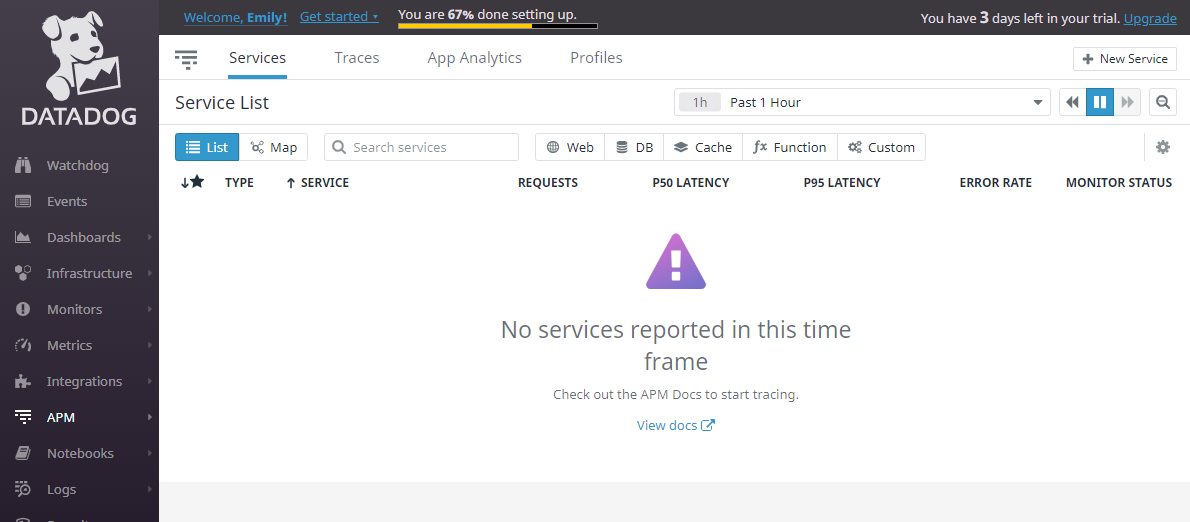 Welcome, Emily! Get started You are 67% done setting up. You have 3 days left in your trial. Upgrade
DATADOG
Watchdog
Events
Dashboards
Infrastructure
Monitors
Metrics
Integrations
APM
Notebooks
Logs
Services Traces App Analytics Profiles New Service
Service List 1h Past 1 Hour
List Map Search services Web DB Cache Function Custom
TYPE SERVICE REQUESTS P50 LATENCY P95 LATENCY ERROR RATE MONITOR STATUS
No services reported in this time
frame
Check out the APM Docs to start tracing.
View docs